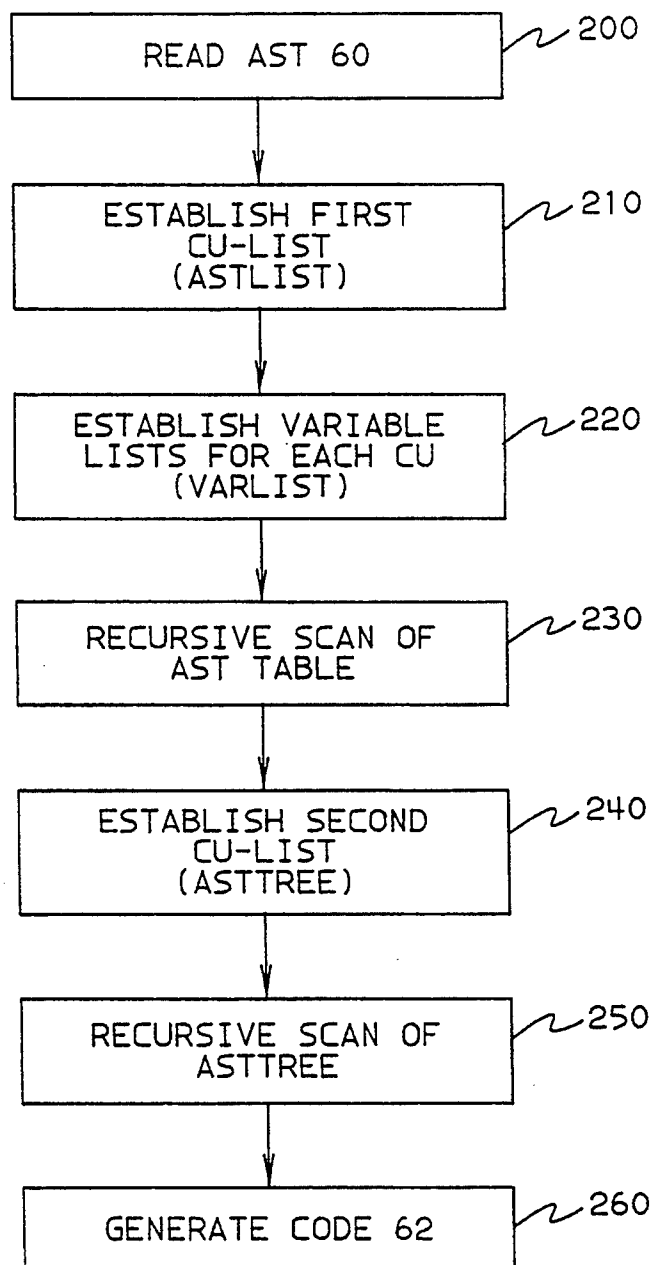 READ AST 60
200
ESTABLISH FIRST
CU-LIST
(ASTLIST)
210
ESTABLISH VARIABLE
LISTS FOR EACH CU
(VARLIST)
220
RECURSIVE SCAN OF
AST TABLE
230
ESTABLISH SECOND
CU-LIST
(ASTTREE)
240
RECURSIVE SCAN OF
ASTTREE
250
GENERATE CODE 62
260